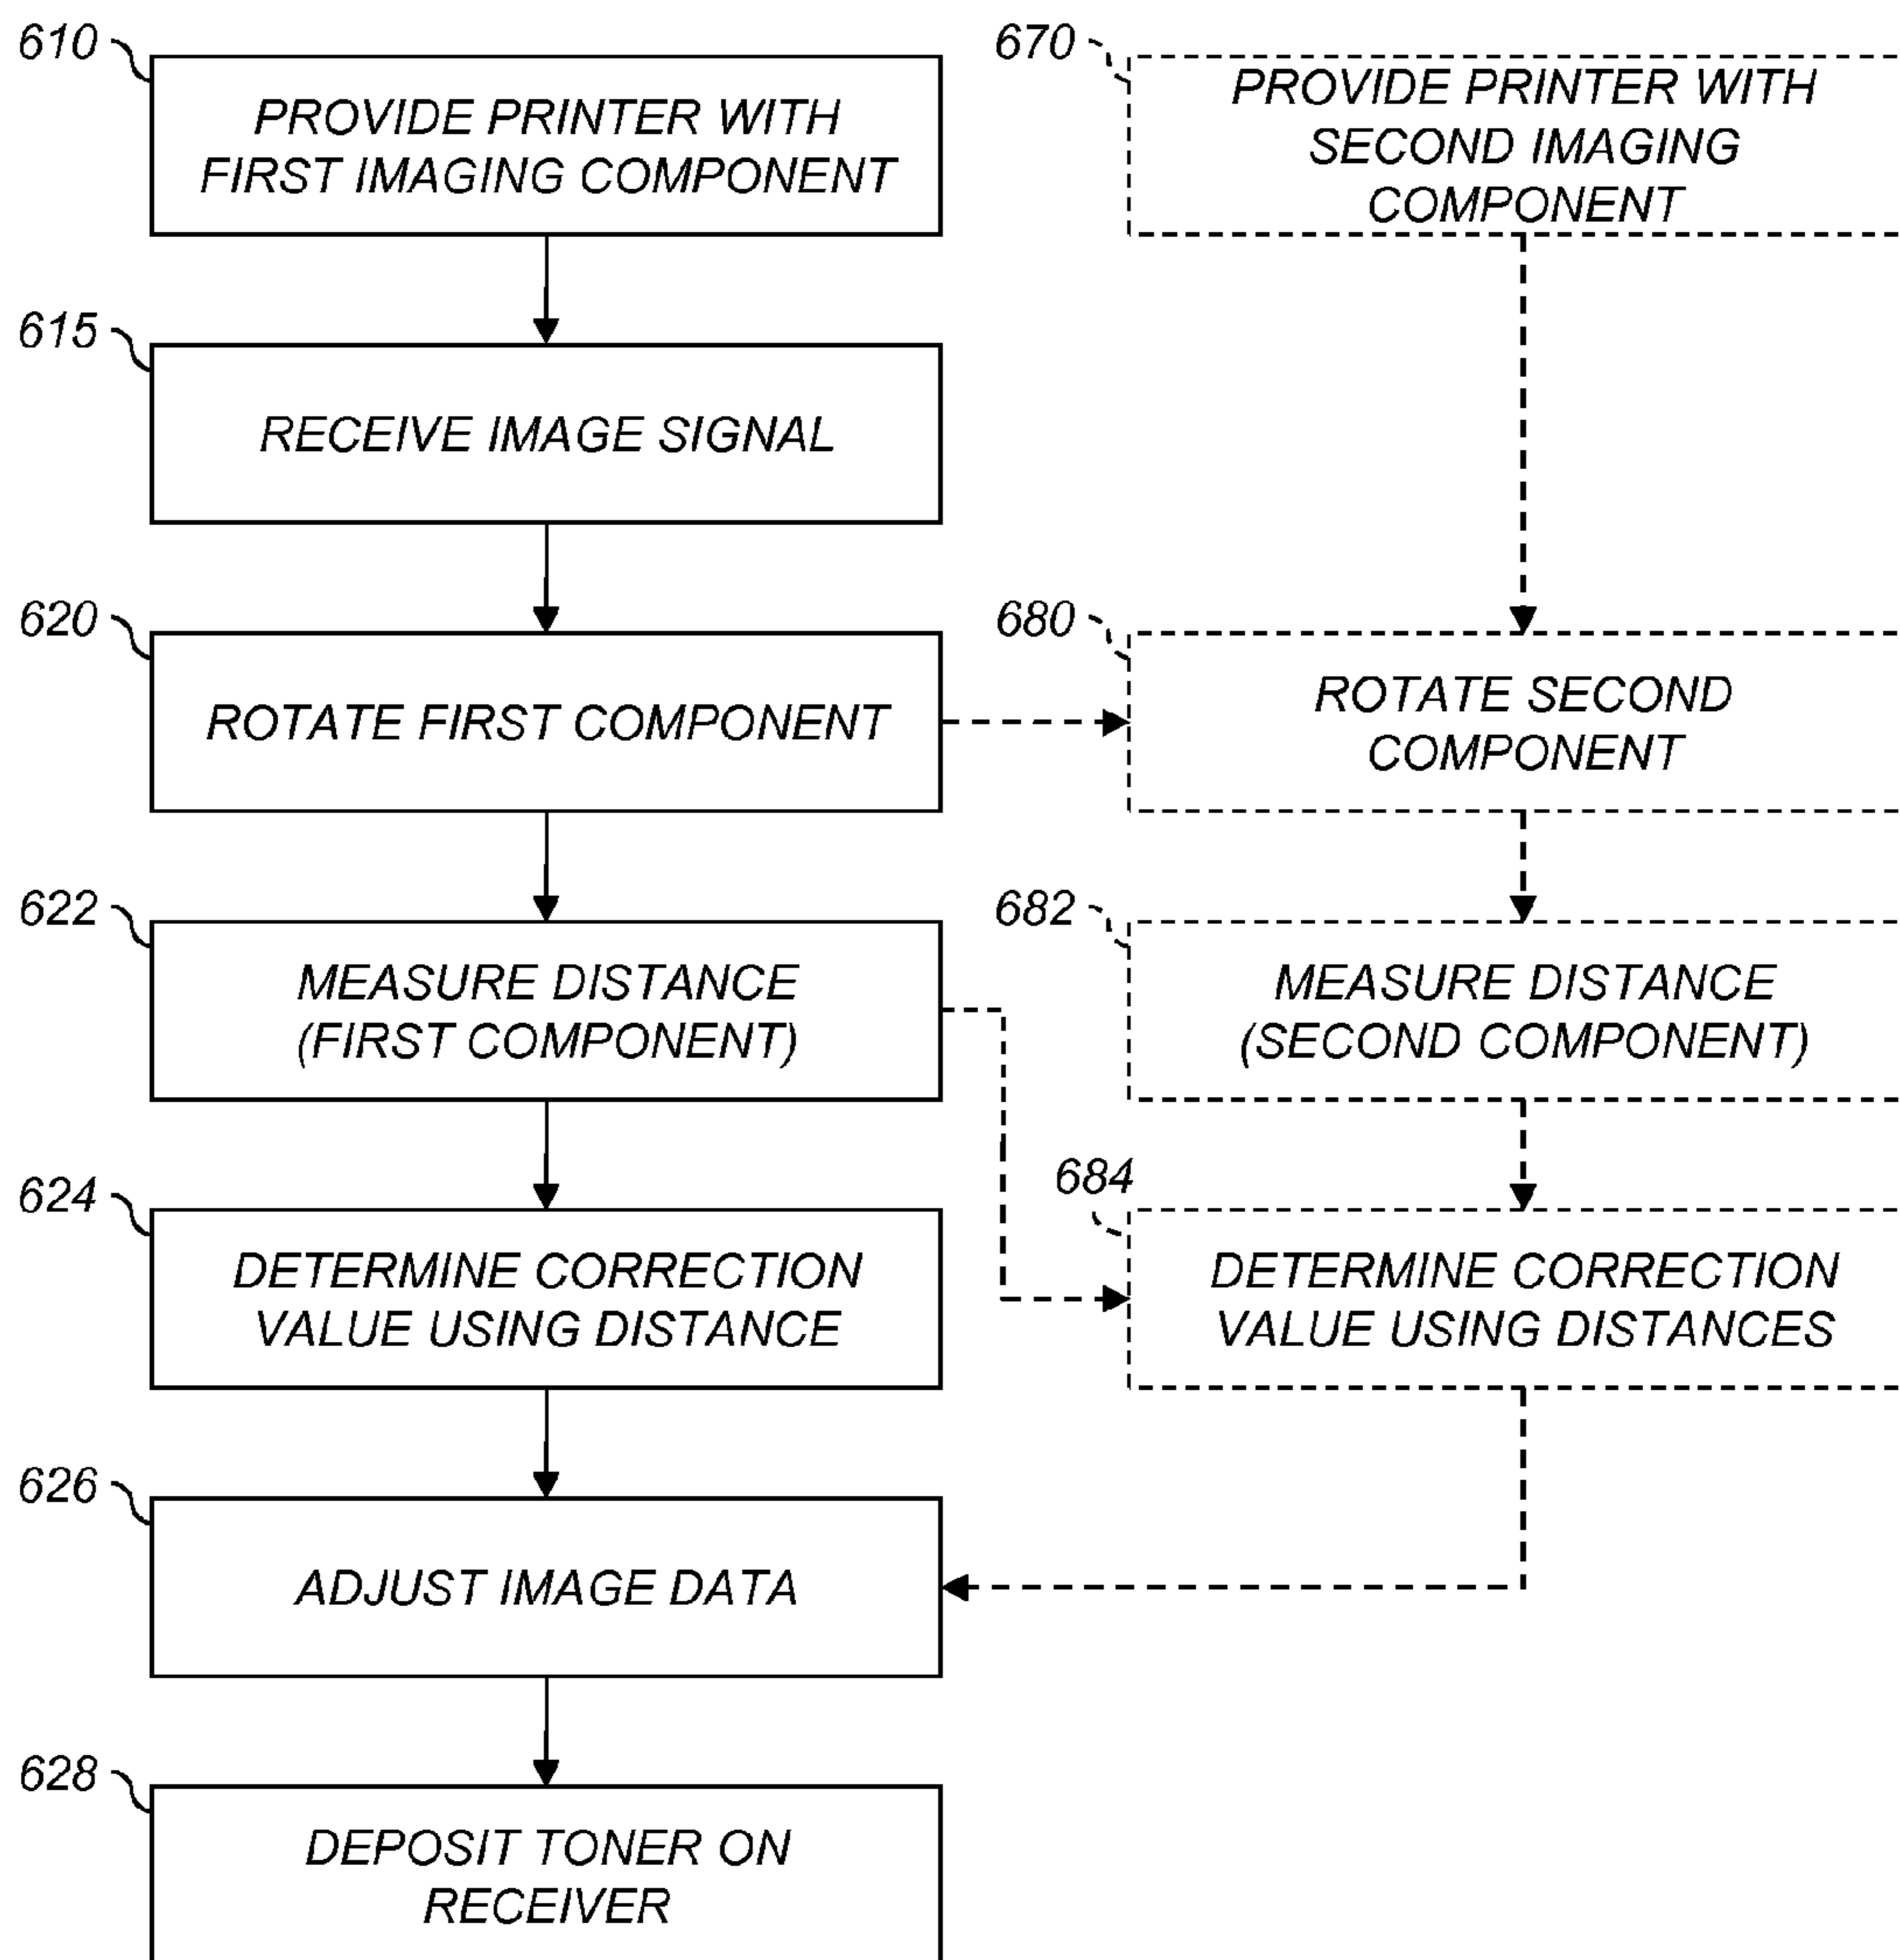 610
PROVIDE PRINTER WITH
FIRST IMAGING COMPONENT
670
PROVIDE PRINTER WITH
SECOND IMAGING
COMPONENT
615
RECEIVE IMAGE SIGNAL
620
ROTATE FIRST COMPONENT
680
ROTATE SECOND
COMPONENT
622
MEASURE DISTANCE
(FIRST COMPONENT)
682
MEASURE DISTANCE
(SECOND COMPONENT)
624
DETERMINE CORRECTION
VALUE USING DISTANCE
684
DETERMINE CORRECTION
VALUE USING DISTANCES
626
ADJUST IMAGE DATA
628
DEPOSIT TONER ON
RECEIVER